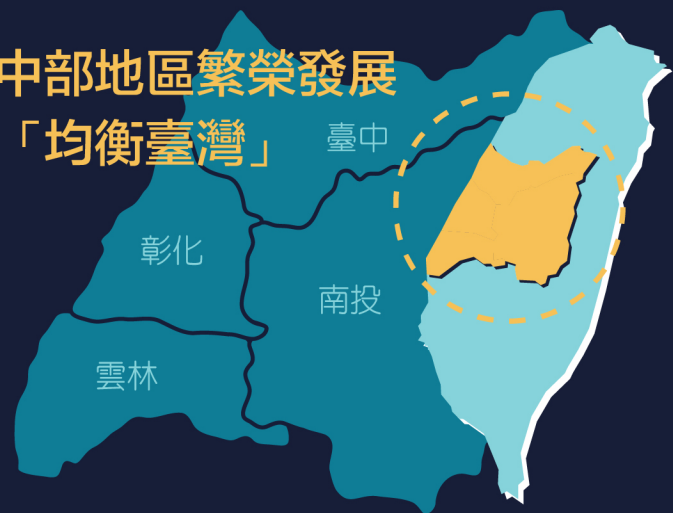 中部地區繁榮發展
「均衡臺灣」
臺中
彰化
南投
雲林